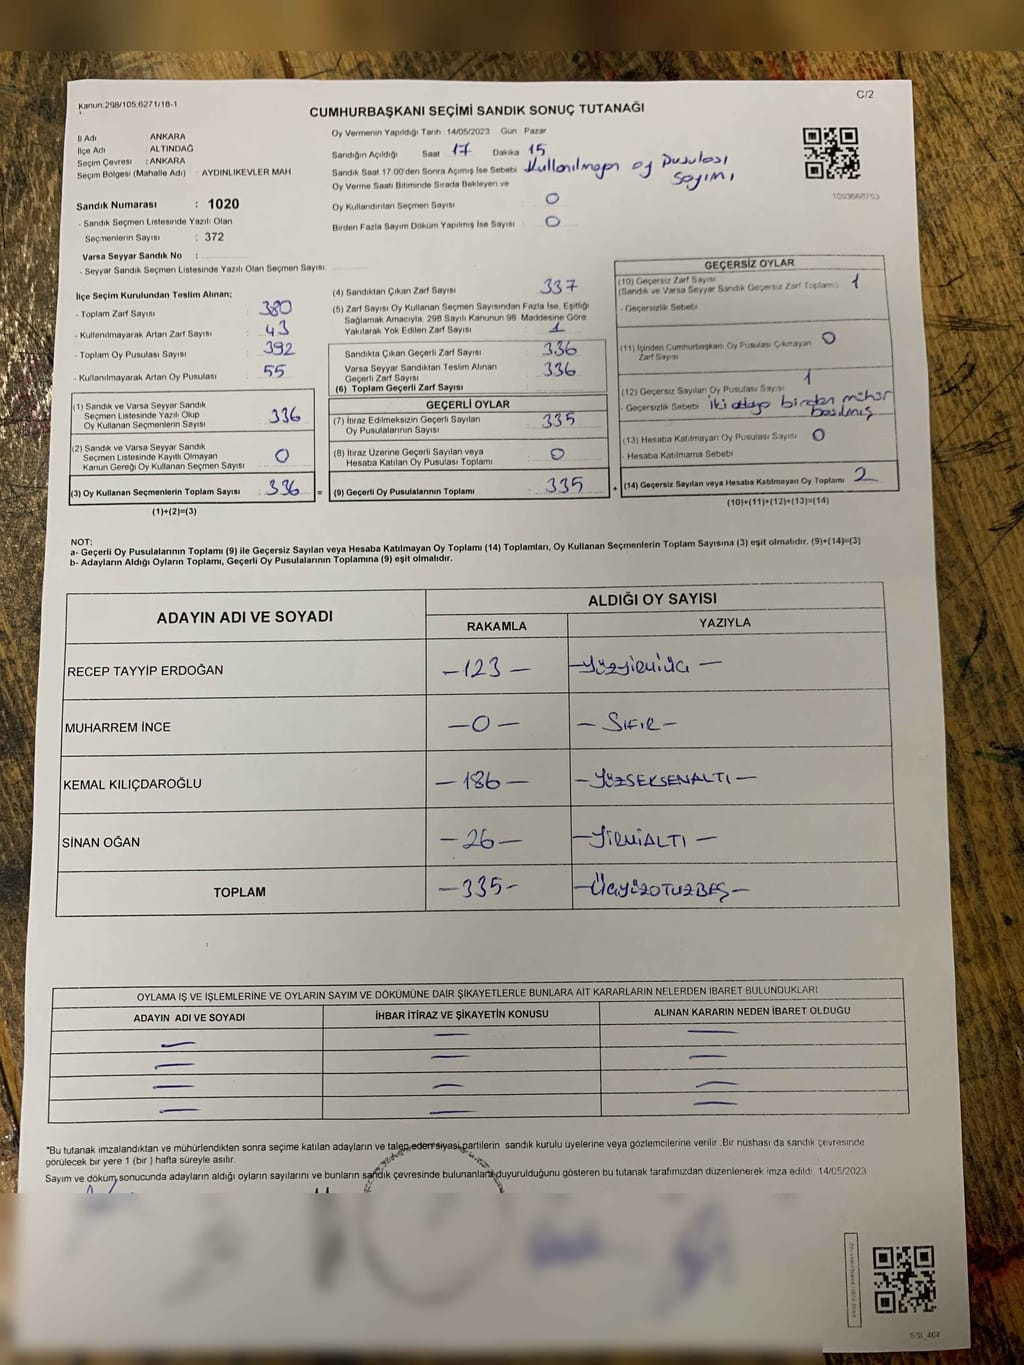 Kanun:298/105,6271/18-1
C/2
CUMHURBAŞKANI SEÇİMİ SANDIK SONUÇ TUTANAĞI
İl Adı : ANKARA
İlçe Adı : ALTINDAĞ
Seçim Çevresi : ANKARA
Seçim Bölgesi (Mahalle Adı) : AYDINLIKEVLER MAH
Sandık Numarası : 1020
- Sandık Seçmen Listesinde Yazılı Olan
Seçmenlerin Sayısı : 372
Varsa Seyyar Sandık No :
- Seyyar Sandık Seçmen Listesinde Yazılı Olan Seçmen Sayısı:
Oy Vermenin Yapıldığı Tarih : 14/05/2023 Gün : Pazar
Sandığın Açıldığı Saat 17 Dakika 15
Sandık Saat 17.00'den Sonra Açımış İse Sebebi Kullanılmayan oy Pusulası Sayımı
Oy Verme Saati Bitiminde Sırada Bekleyen ve
Oy Kullandırılan Seçmen Sayısı : 0
Birden Fazla Sayım Döküm Yapılmış İse Sayısı : 0
1093668753
İlçe Seçim Kurulundan Teslim Alınan;
- Toplam Zarf Sayısı : 380
- Kullanılmayarak Artan Zarf Sayısı : 43
- Toplam Oy Pusulası Sayısı : 392
- Kullanılmayarak Artan Oy Pusulası : 55
(1) Sandık ve Varsa Seyyar Sandık
Seçmen Listesinde Yazılı Olup
Oy Kullanan Seçmenlerin Sayısı : 336
(2) Sandık ve Varsa Seyyar Sandık
Seçmen Listesinde Kayıtlı Olmayan
Kanun Gereği Oy Kullanan Seçmen Sayısı : 0
(3) Oy Kullanan Seçmenlerin Toplam Sayısı : 336 =
(1)+(2)=(3)
(4) Sandıktan Çıkan Zarf Sayısı : 337
(5) Zarf Sayısı Oy Kullanan Seçmen Sayısından Fazla İse, Eşitliği
Sağlamak Amacıyla, 298 Sayılı Kanunun 98. Maddesine Göre
Yakılarak Yok Edilen Zarf Sayısı : 1
Sandıkta Çıkan Geçerli Zarf Sayısı : 336
Varsa Seyyar Sandıktan Teslim Alınan
Geçerli Zarf Sayısı : 336
(6) Toplam Geçerli Zarf Sayısı
GEÇERLİ OYLAR
(7) İtiraz Edilmeksizin Geçerli Sayılan
Oy Pusulalarının Sayısı : 335
(8) İtiraz Üzerine Geçerli Sayılan veya
Hesaba Katılan Oy Pusulası Toplamı : 0
(9) Geçerli Oy Pusulalarının Toplamı : 335 +
GEÇERSİZ OYLAR
(10) Geçersiz Zarf Sayısı
(Sandık ve Varsa Seyyar Sandık Geçersiz Zarf Toplamı) : 1
- Geçersizlik Sebebi
(11) İçinden Cumhurbaşkanı Oy Pusulası Çıkmayan : 0
Zarf Sayısı
(12) Geçersiz Sayılan Oy Pusulası Sayısı : 1
- Geçersizlik Sebebi : iki adaya birden mühür
basılmış
(13) Hesaba Katılmayan Oy Pusulası Sayısı : 0
- Hesaba Katılmama Sebebi
(14) Geçersiz Sayılan veya Hesaba Katılmayan Oy Toplamı : 2
(10)+(11)+(12)+(13)=(14)
NOT:
a- Geçerli Oy Pusulalarının Toplamı (9) ile Geçersiz Sayılan veya Hesaba Katılmayan Oy Toplamı (14) Toplamları, Oy Kullanan Seçmenlerin Toplam Sayısına (3) eşit olmalıdır. (9)+(14)=(3)
b- Adayların Aldığı Oyların Toplamı, Geçerli Oy Pusulalarının Toplamına (9) eşit olmalıdır.
ADAYIN ADI VE SOYADI
ALDIĞI OY SAYISI
RAKAMLA YAZIYLA
RECEP TAYYİP ERDOĞAN -123- -Yüzyirmiüç-
MUHARREM İNCE -0- -SIFIR-
KEMAL KILIÇDAROĞLU -186- -YÜZSEKSENALTI-
SİNAN OĞAN -26- -YİRMİALTI-
TOPLAM -335- -ÜÇYÜZOTUZBEŞ-
OYLAMA İŞ VE İŞLEMLERİNE VE OYLARIN SAYIM VE DÖKÜMÜNE DAİR ŞİKAYETLERLE BUNLARA AİT KARARLARIN NELERDEN İBARET BULUNDUKLARI
ADAYIN ADI VE SOYADI İHBAR İTİRAZ VE ŞİKAYETİN KONUSU ALINAN KARARIN NEDEN İBARET OLDUĞU
*Bu tutanak imzalandıktan ve mühürlendikten sonra seçime katılan adayların ve talep eden siyasi partilerin sandık kurulu üyelerine veya gözlemcilerine verilir. Bir nüshası da sandık çevresinde
görülecek bir yere 1 (bir) hafta süreyle asılır.
Sayım ve döküm sonucunda adayların aldığı oyların sayılarını ve bunların sandık çevresinde bulunanlara duyurulduğunu gösteren bu tutanak tarafımızdan düzenlenerek imza edildi. 14/05/2023